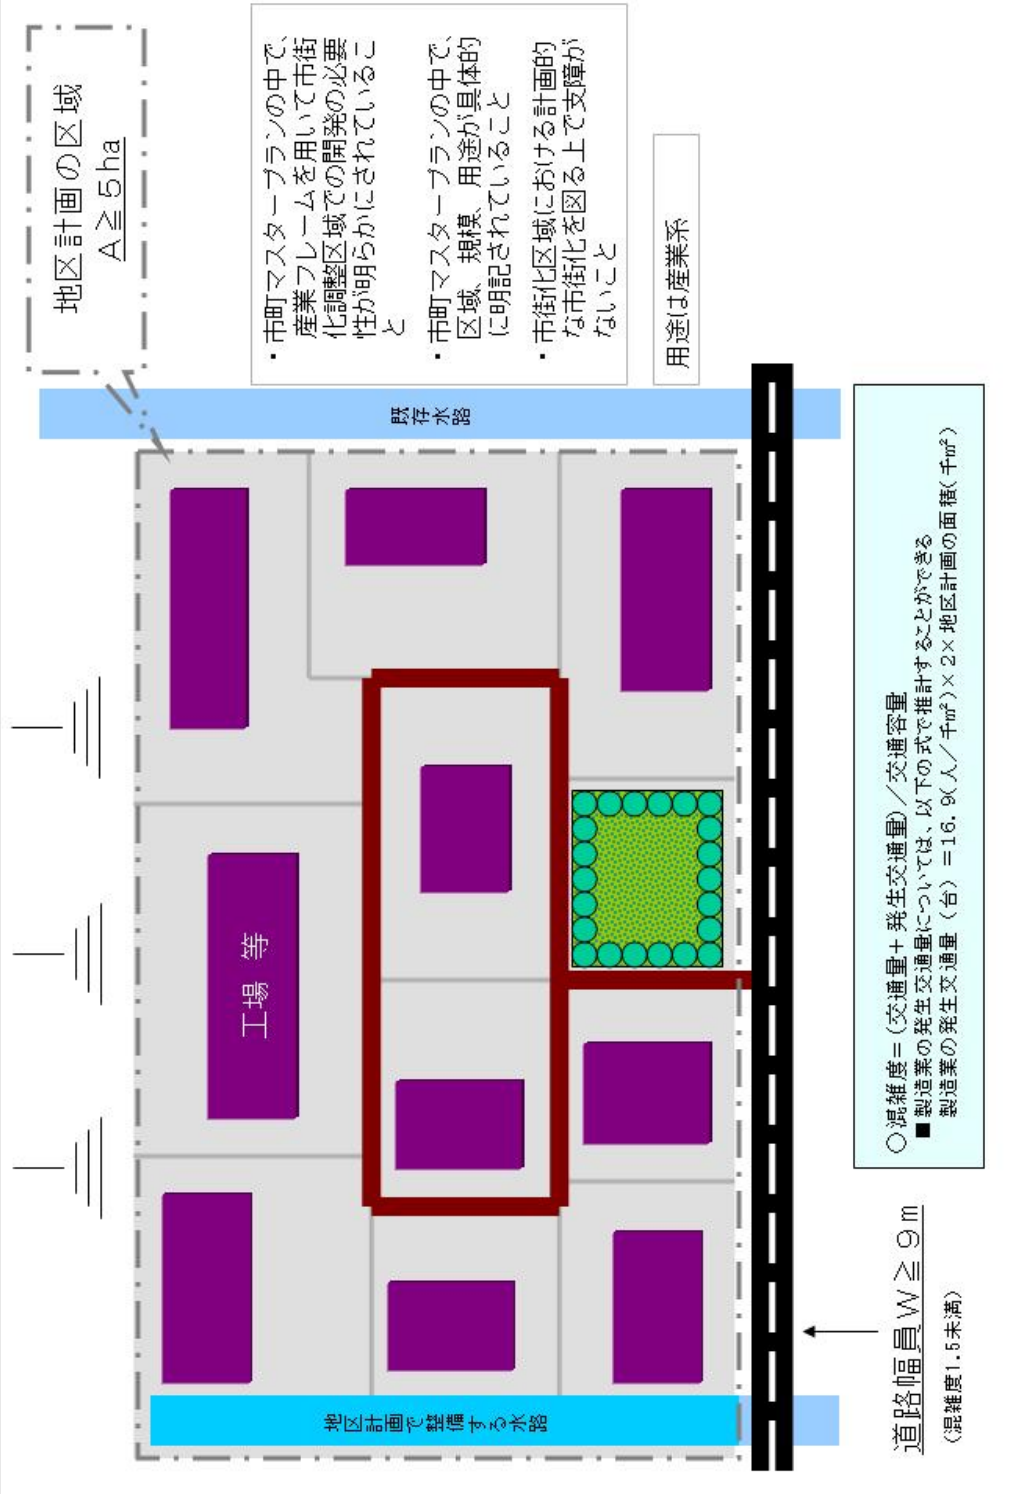 地区計画の区域
A≧5ha
・市町マスタープランの中で、
産業フレームを用いて市街
化調整区域での開発の必要
性が明らかにされているこ
と
・市町マスタープランの中で、
区域、規模、用途が具体的
に明記されていること
・市街化区域における計画的
な市街化を図る上で支障が
ないこと
用途は産業系
既存水路
工場 等
地区計画で整備する水路
○混雑度=(交通量+発生交通量)/交通容量
■製造業の発生交通量については、以下の式で推計することができる
製造業の発生交通量(台)=16.9(人/千㎡)×2×地区計画の面積(千㎡)
道路幅員W≧9m
(混雑度1.5未満)